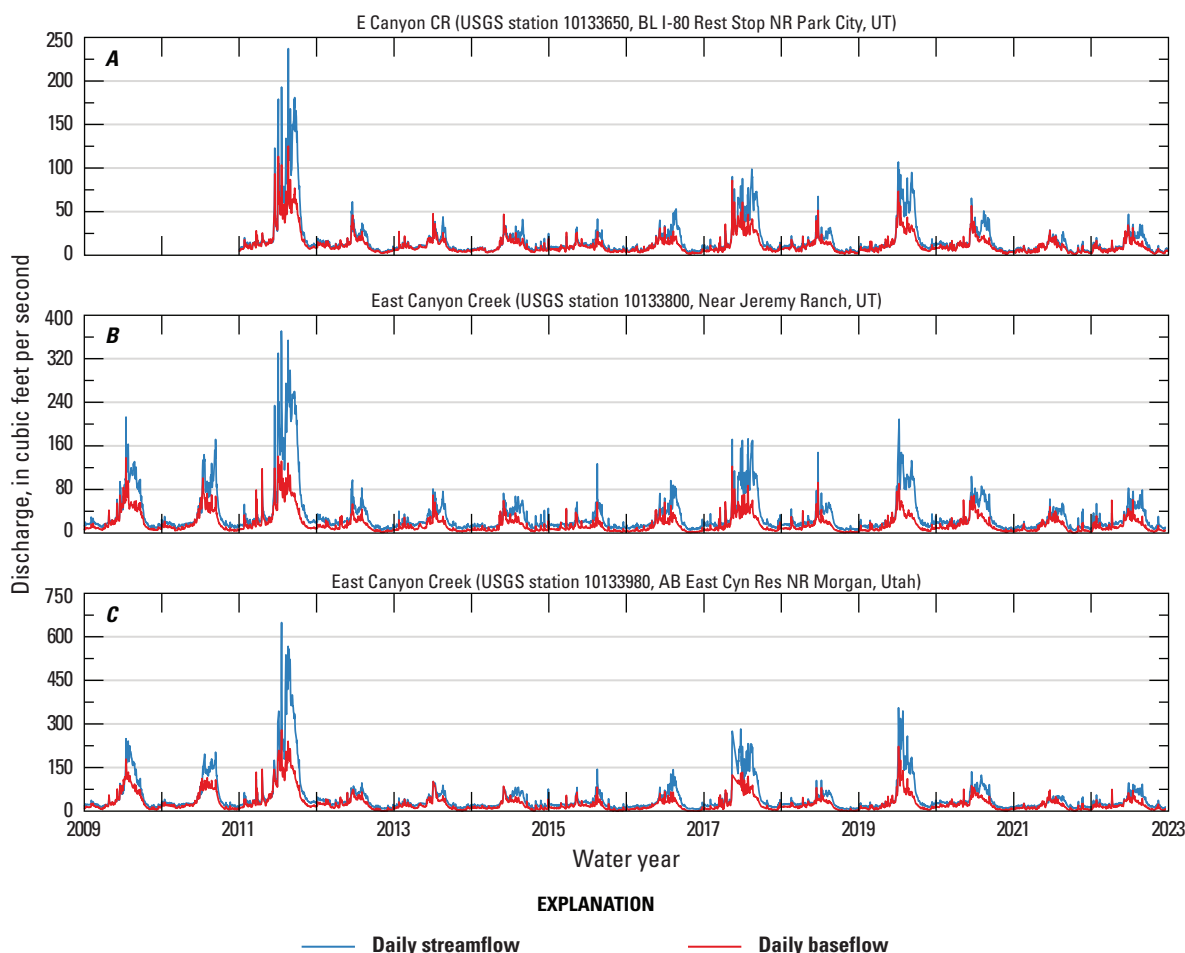 E Canyon CR (USGS station 10133650, BL I-80 Rest Stop NR Park City, UT)
A
250
200
150
100
50
0
East Canyon Creek (USGS station 10133800, Near Jeremy Ranch, UT)
B
400
320
240
160
80
0
Discharge, in cubic feet per second
East Canyon Creek (USGS station 10133980, AB East Cyn Res NR Morgan, Utah)
C
750
600
450
300
150
0
2009 2011 2013 2015 2017 2019 2021 2023
Water year
EXPLANATION
Daily streamflow Daily baseflow